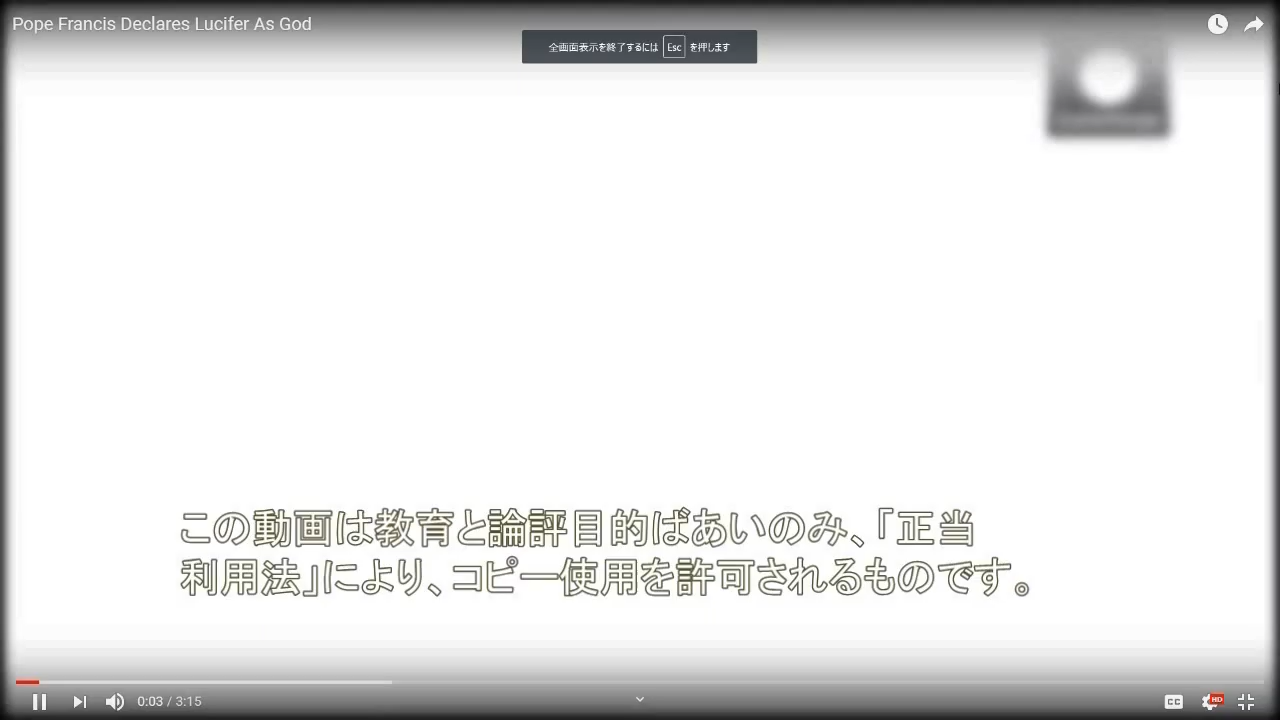 Pope Francis Declares Lucifer As God
全画面表示を終了するには Esc を押します
この動画は教育と論評目的ばあいのみ、「正当
利用法」により、コピー使用を許可されるものです。
0:03 / 3:15
CC
HD